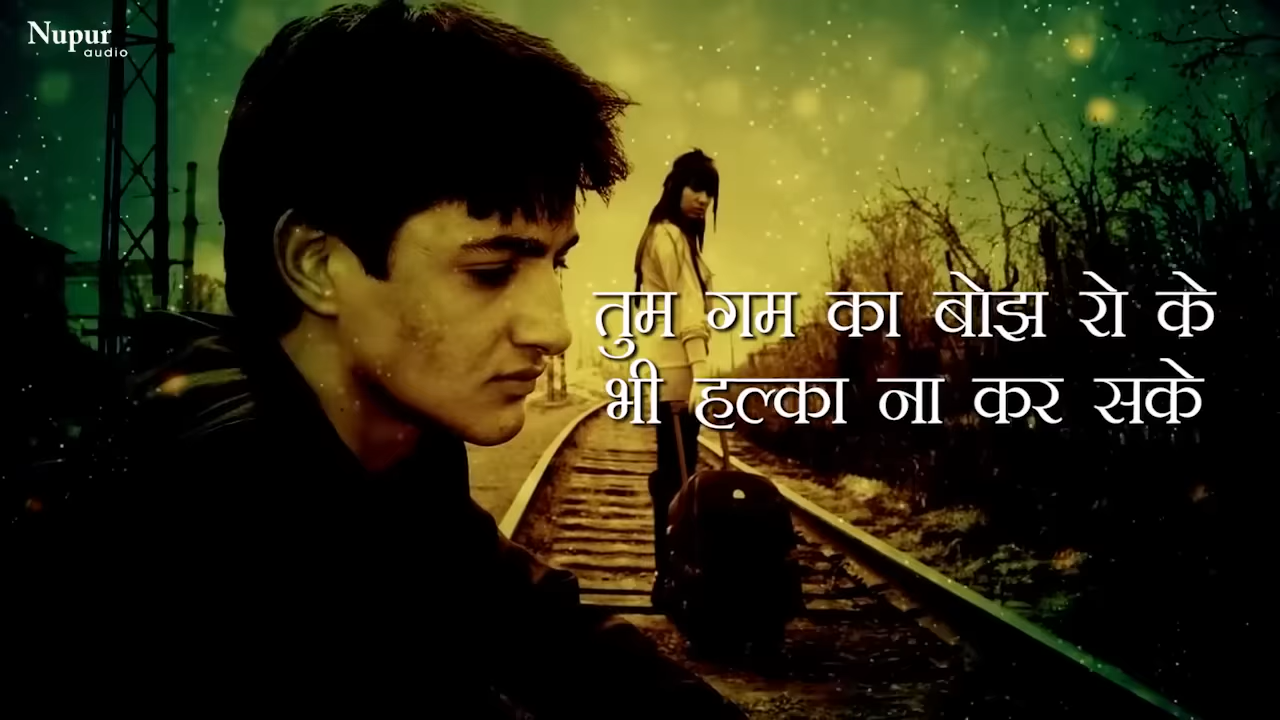 Nupur
audio
तुम गम का बोझ रो के
भी हल्का ना कर सके